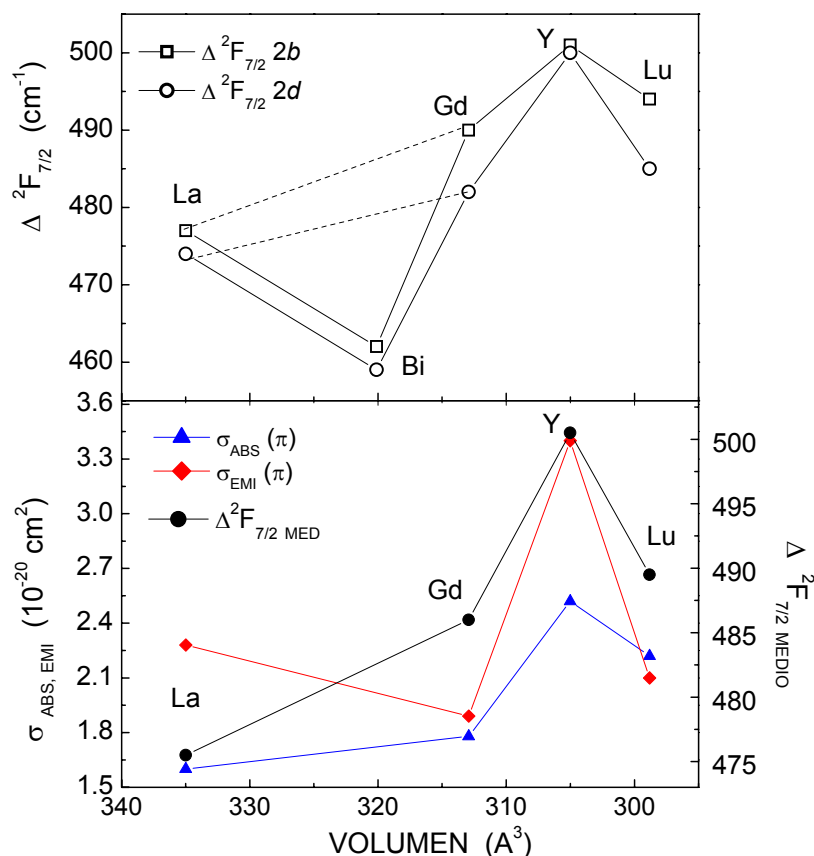 500
490
480
470
460
Δ ²F₇/₂ (cm⁻¹)
Δ ²F₇/₂ 2b
Δ ²F₇/₂ 2d
La
Bi
Gd
Y
Lu
3.6
3.3
3.0
2.7
2.4
2.1
1.8
1.5
σ ABS, EMI (10⁻²⁰ cm²)
σABS (π)
σEMI (π)
Δ²F₇/₂ MED
La
Gd
Y
Lu
500
495
490
485
480
475
Δ ²F₇/₂ MEDIO
340 330 320 310 300
VOLUMEN (A³)